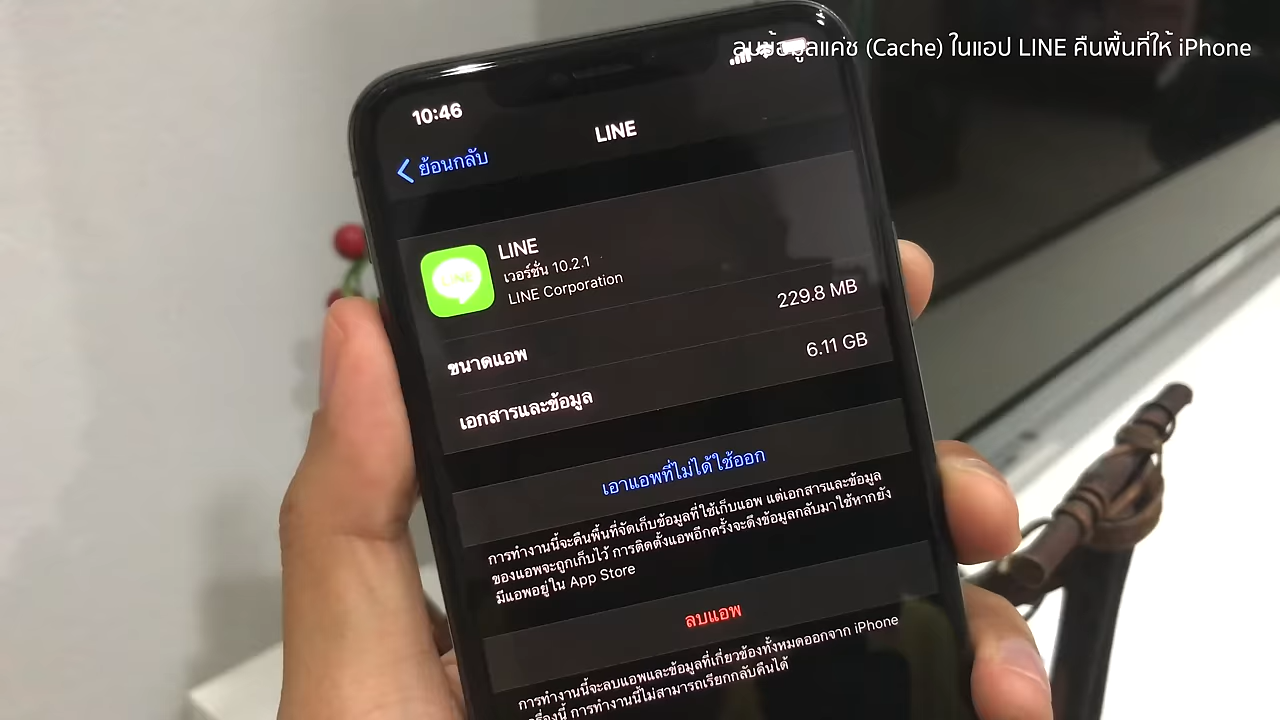 ลบข้อมูลแค่ช (Cache) ในแอป LINE คืนพื้นที่ให้ iPhone
10:46
LINE
ย้อนกลับ
LINE
LINE
เวอร์ชั่น 10.2.1
LINE Corporation
ขนาดแอพ 229.8 MB
เอกสารและข้อมูล 6.11 GB
เอาแอพที่ไม่ได้ใช้ออก
การทำงานนี้จะคืนพื้นที่จัดเก็บข้อมูลที่ใช้เก็บแอพ แต่เอกสารและข้อมูล
ของแอพจะถูกเก็บไว้ การติดตั้งแอพอีกครั้งจะดึงข้อมูลกลับมาใช้หากยัง
มีแอพอยู่ใน App Store
ลบแอพ
การทำงานนี้จะลบแอพและข้อมูลที่เกี่ยวข้องทั้งหมดออกจาก iPhone
เครื่องนี้ การทำงานนี้ไม่สามารถเรียกกลับคืนได้